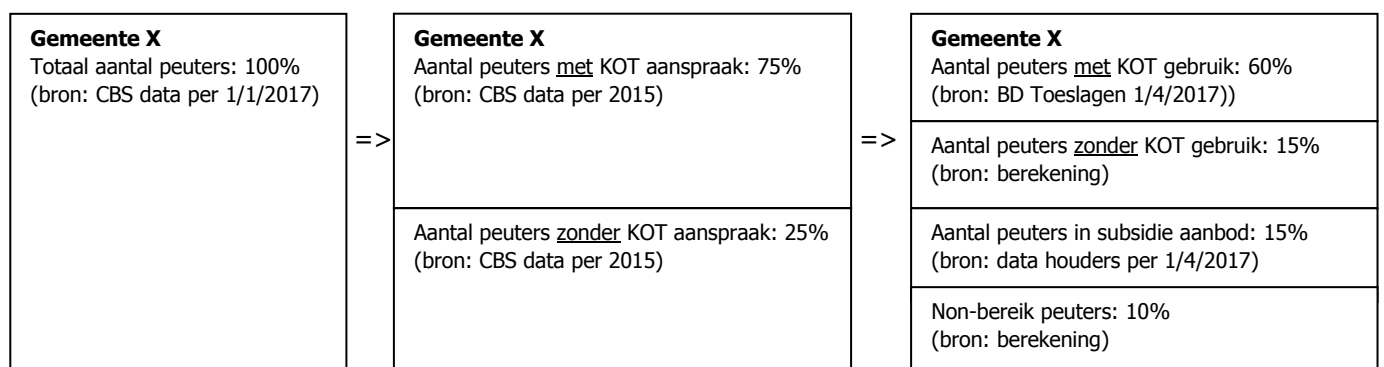 Gemeente X
Totaal aantal peuters: 100%
(bron: CBS data per 1/1/2017)
=>
Gemeente X
Aantal peuters met KOT aanspraak: 75%
(bron: CBS data per 2015)
Aantal peuters zonder KOT aanspraak: 25%
(bron: CBS data per 2015)
=>
Gemeente X
Aantal peuters met KOT gebruik: 60%
(bron: BD Toeslagen 1/4/2017))
Aantal peuters zonder KOT gebruik: 15%
(bron: berekening)
Aantal peuters in subsidie aanbod: 15%
(bron: data houders per 1/4/2017)
Non-bereik peuters: 10%
(bron: berekening)